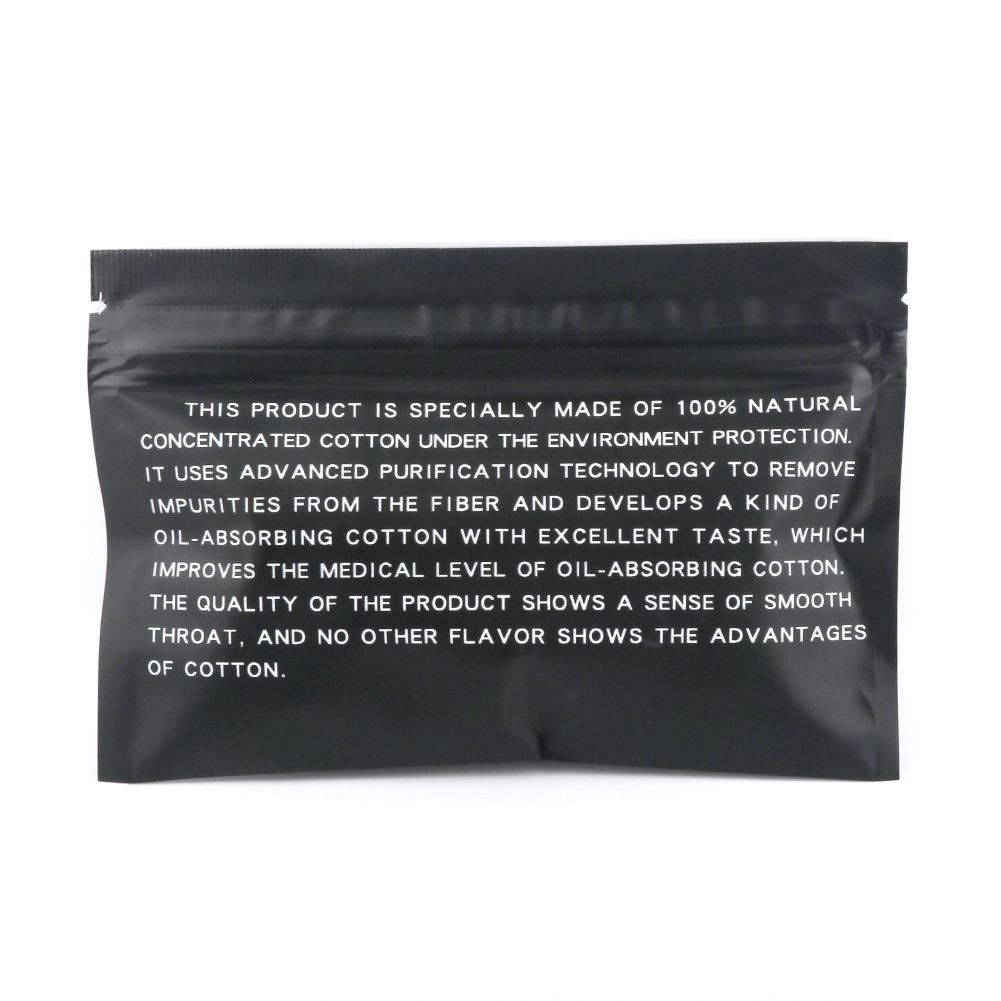 THIS PRODUCT IS SPECIALLY MADE OF 100% NATURAL
CONCENTRATED COTTON UNDER THE ENVIRONMENT PROTECTION.
IT USES ADVANCED PURIFICATION TECHNOLOGY TO REMOVE
IMPURITIES FROM THE FIBER AND DEVELOPS A KIND OF
OIL-ABSORBING COTTON WITH EXCELLENT TASTE, WHICH
IMPROVES THE MEDICAL LEVEL OF OIL-ABSORBING COTTON.
THE QUALITY OF THE PRODUCT SHOWS A SENSE OF SMOOTH
THROAT, AND NO OTHER FLAVOR SHOWS THE ADVANTAGES
OF COTTON.